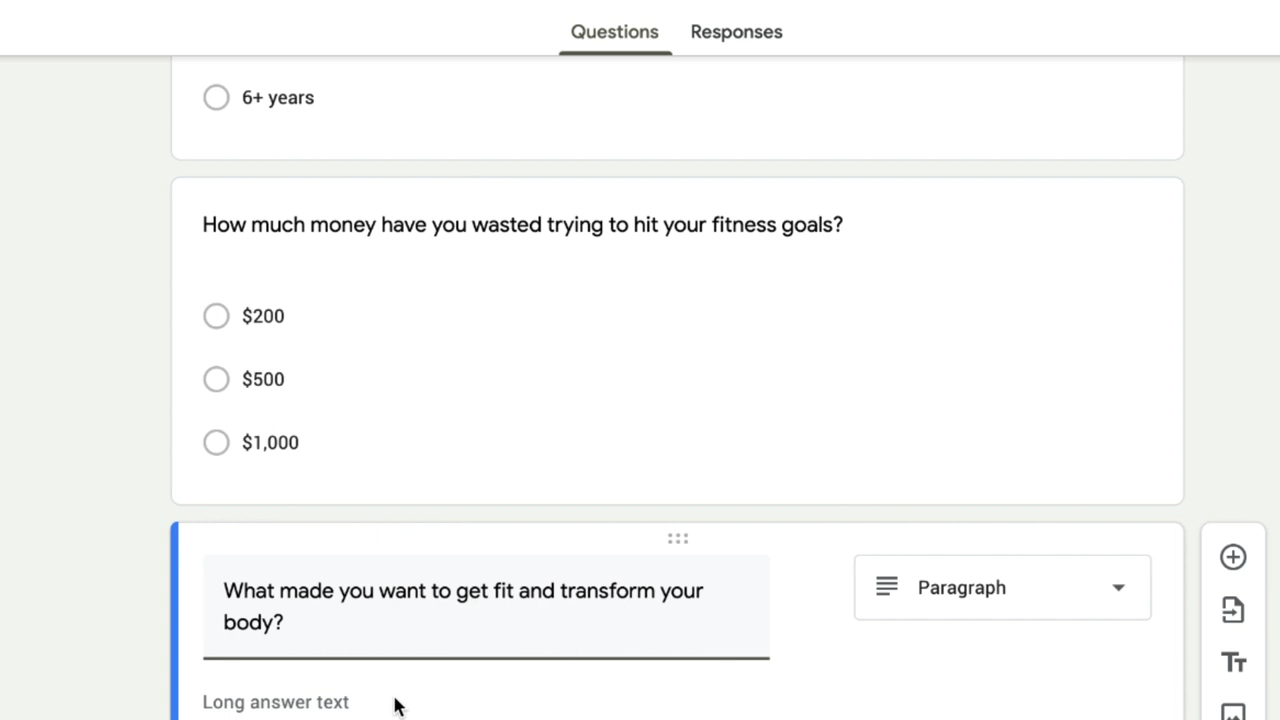 Questions Responses
6+ years
How much money have you wasted trying to hit your fitness goals?
$200
$500
$1,000
What made you want to get fit and transform your
body?
Paragraph
Long answer text
Tт